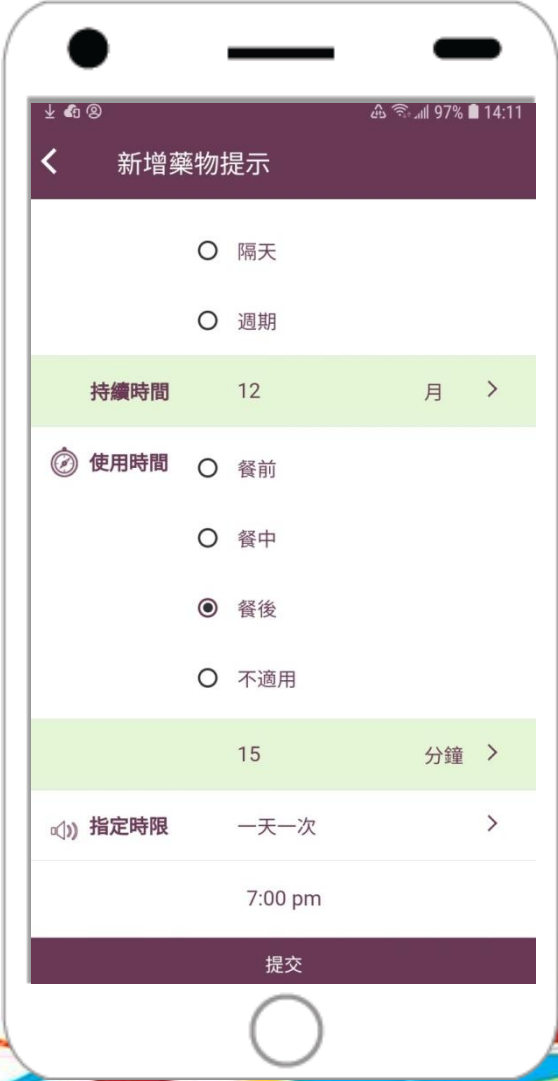 97% 14:11
新增藥物提示
隔天
週期
持續時間 12 月
使用時間 餐前
餐中
餐後
不適用
15 分鐘
指定時限 一天一次
7:00 pm
提交